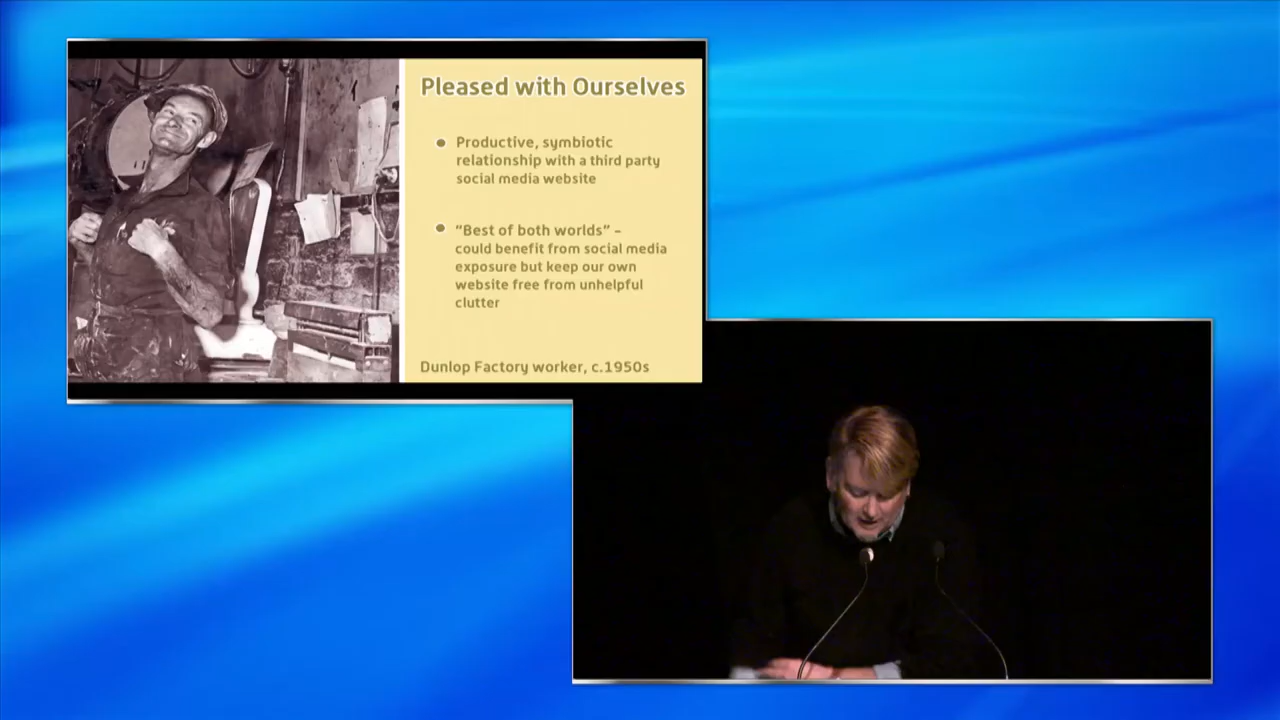 Pleased with Ourselves
Productive, symbiotic
relationship with a third party
social media website
“Best of both worlds” –
could benefit from social media
exposure but keep our own
website free from unhelpful
clutter
Dunlop Factory worker, c.1950s